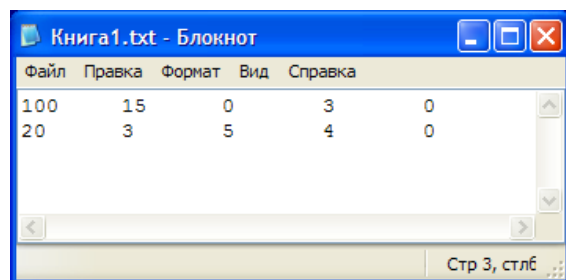 Книга1.txt - Блокнот
Файл Правка Формат Вид Справка
100 15 0 3 0
20 3 5 4 0
Стр 3, стлб